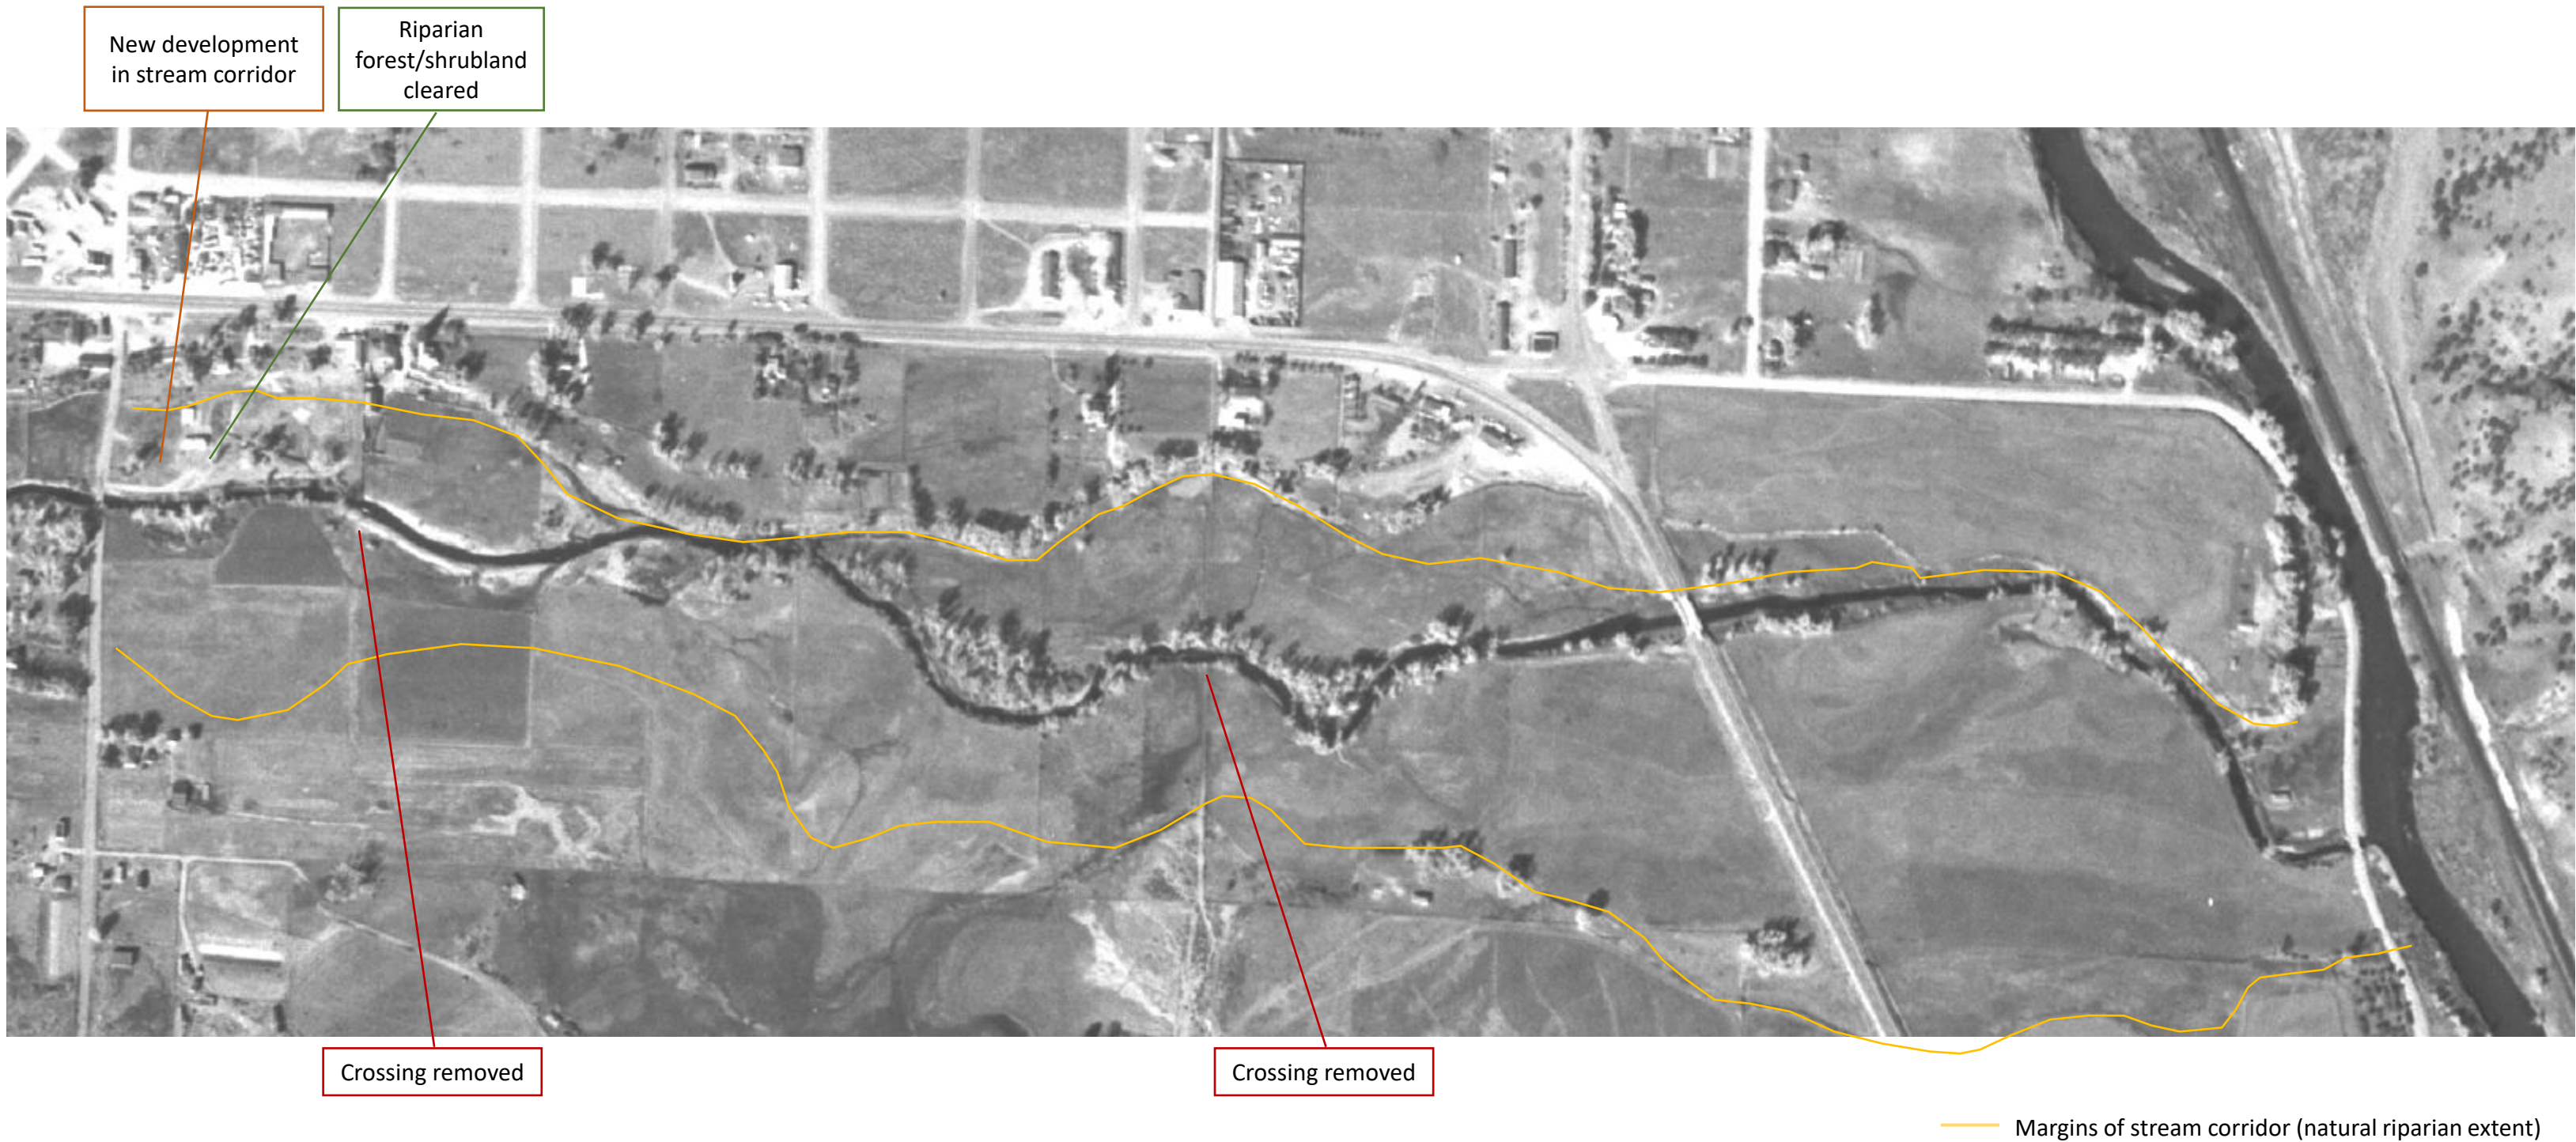 New development
in stream corridor
Riparian
forest/shrubland
cleared
Crossing removed
Crossing removed
Margins of stream corridor (natural riparian extent)